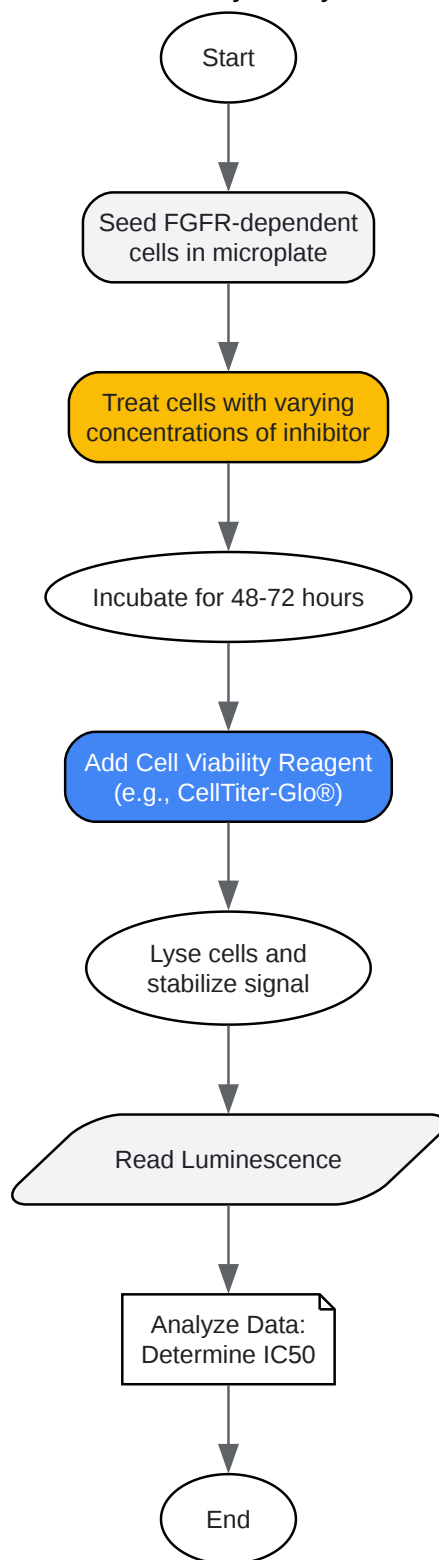 Start
Seed FGFR-dependent
cells in microplate
Treat cells with varying
concentrations of inhibitor
Incubate for 48-72 hours
Add Cell Viability Reagent
(e.g., CellTiter-Glo®)
Lyse cells and
stabilize signal
Read Luminescence
Analyze Data:
Determine IC50
End